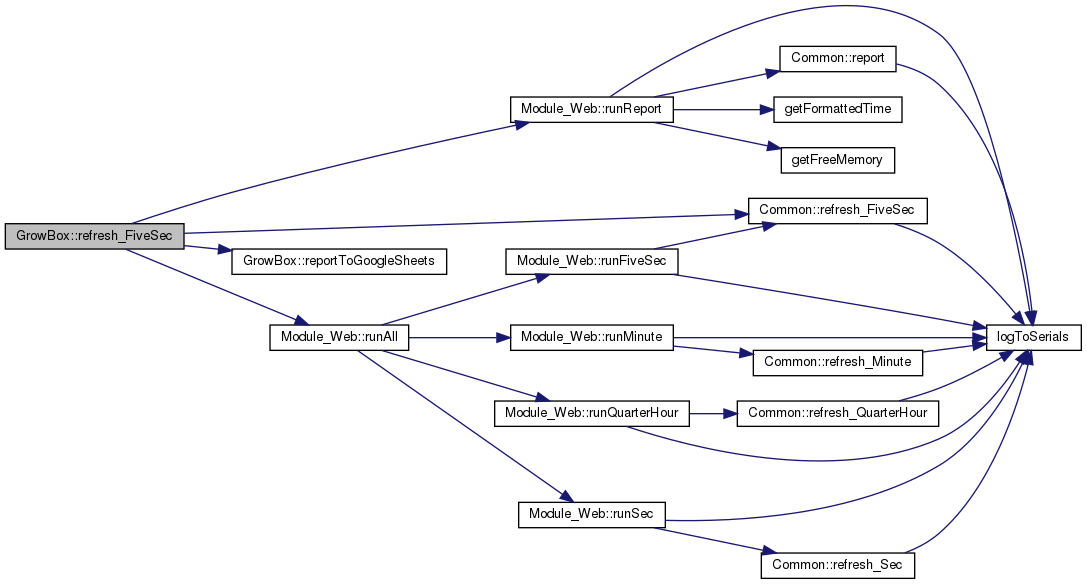 Common::report
Module_Web::runReport
getFormattedTime
getFreeMemory
Common::refresh_FiveSec
GrowBox::refresh_FiveSec
GrowBox::reportToGoogleSheets
Module_Web::runFiveSec
Module_Web::runAll
Module_Web::runMinute
logToSerials
Common::refresh_Minute
Module_Web::runQuarterHour
Common::refresh_QuarterHour
Module_Web::runSec
Common::refresh_Sec